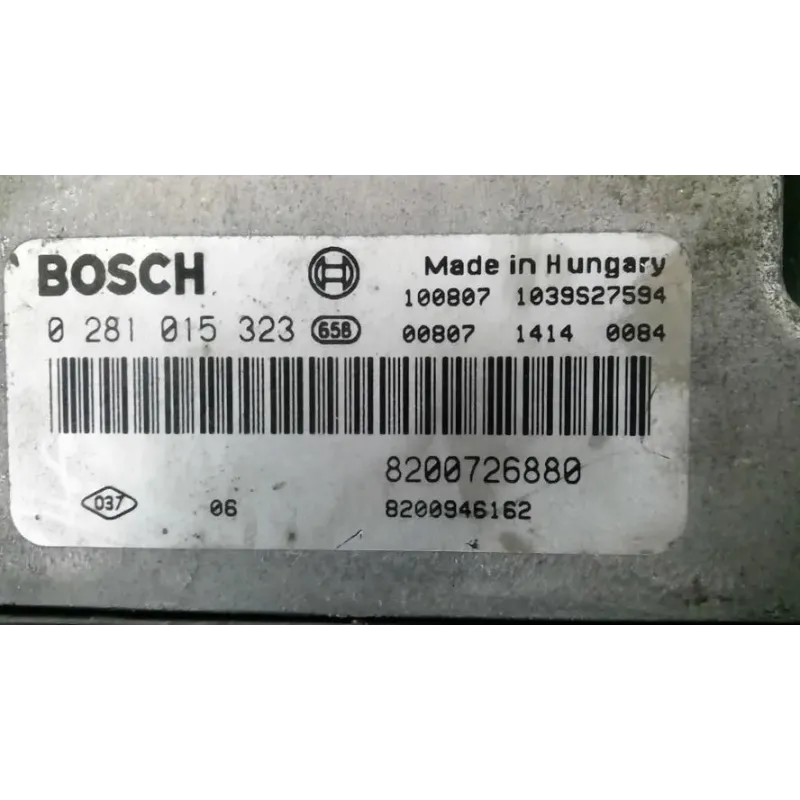 BOSCH
Made in Hungary
100807 1039S27594
0 281 015 323 658
00807 1414 0084
8200726880
037 06 8200946162